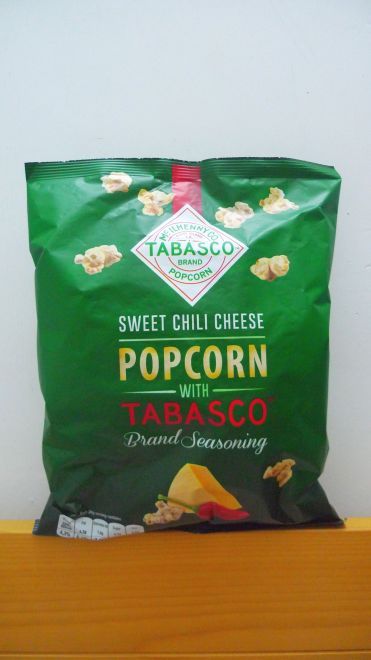 McILHENNY CO.
TABASCO
BRAND
POPCORN
SWEET CHILI CHEESE
POPCORN
WITH
TABASCO
Brand Seasoning